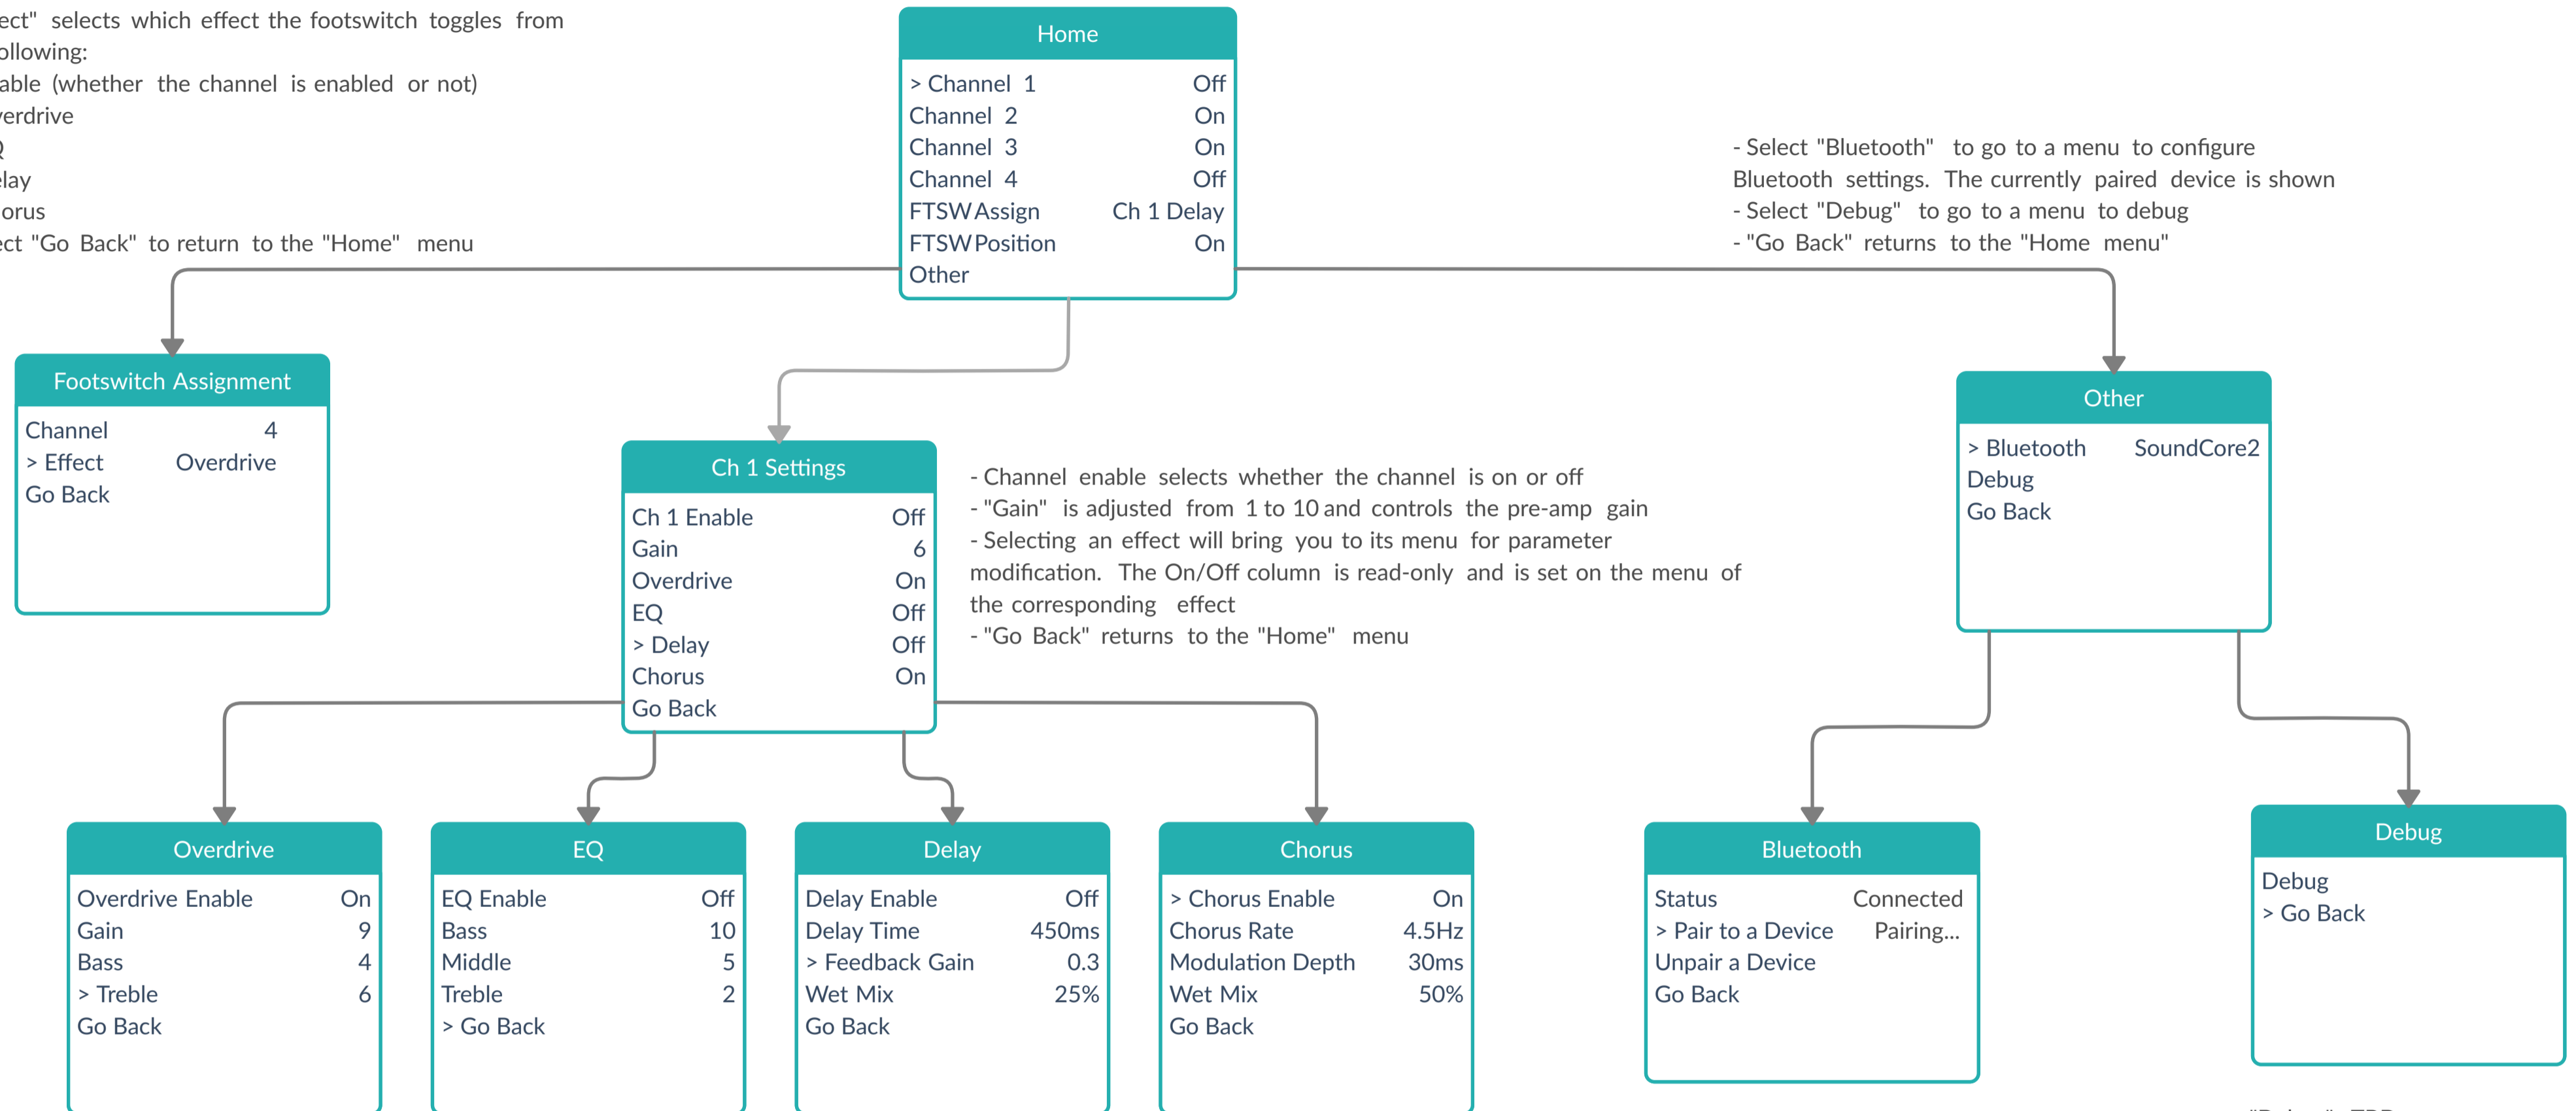 selects which effect the footswitch toggles from
(whether the channel is enabled or not)
"Go Back" to return to the "Home" menu
Home
> Channel 1 Off
Channel 2 On
Channel 3 On
Channel 4 Off
FTSW Assign Ch 1 Delay
FTSW Position On
Other
- Select "Bluetooth" to go to a menu to configure
Bluetooth settings. The currently paired device is shown
- Select "Debug" to go to a menu to debug
- "Go Back" returns to the "Home menu"
Footswitch Assignment
Channel 4
> Effect Overdrive
Go Back
Ch 1 Settings
Ch 1 Enable Off
Gain 6
Overdrive On
EQ Off
> Delay Off
Chorus On
Go Back
- Channel enable selects whether the channel is on or off
- "Gain" is adjusted from 1 to 10 and controls the pre-amp gain
- Selecting an effect will bring you to its menu for parameter
modification. The On/Off column is read-only and is set on the menu of
the corresponding effect
- "Go Back" returns to the "Home" menu
Other
> Bluetooth SoundCore2
Debug
Go Back
Overdrive
Overdrive Enable On
Gain 9
Bass 4
> Treble 6
Go Back
EQ
EQ Enable Off
Bass 10
Middle 5
Treble 2
> Go Back
Delay
Delay Enable Off
Delay Time 450ms
> Feedback Gain 0.3
Wet Mix 25%
Go Back
Chorus
> Chorus Enable On
Chorus Rate 4.5Hz
Modulation Depth 30ms
Wet Mix 50%
Go Back
Bluetooth
Status Connected
> Pair to a Device Pairing...
Unpair a Device
Go Back
Debug
Debug
> Go Back